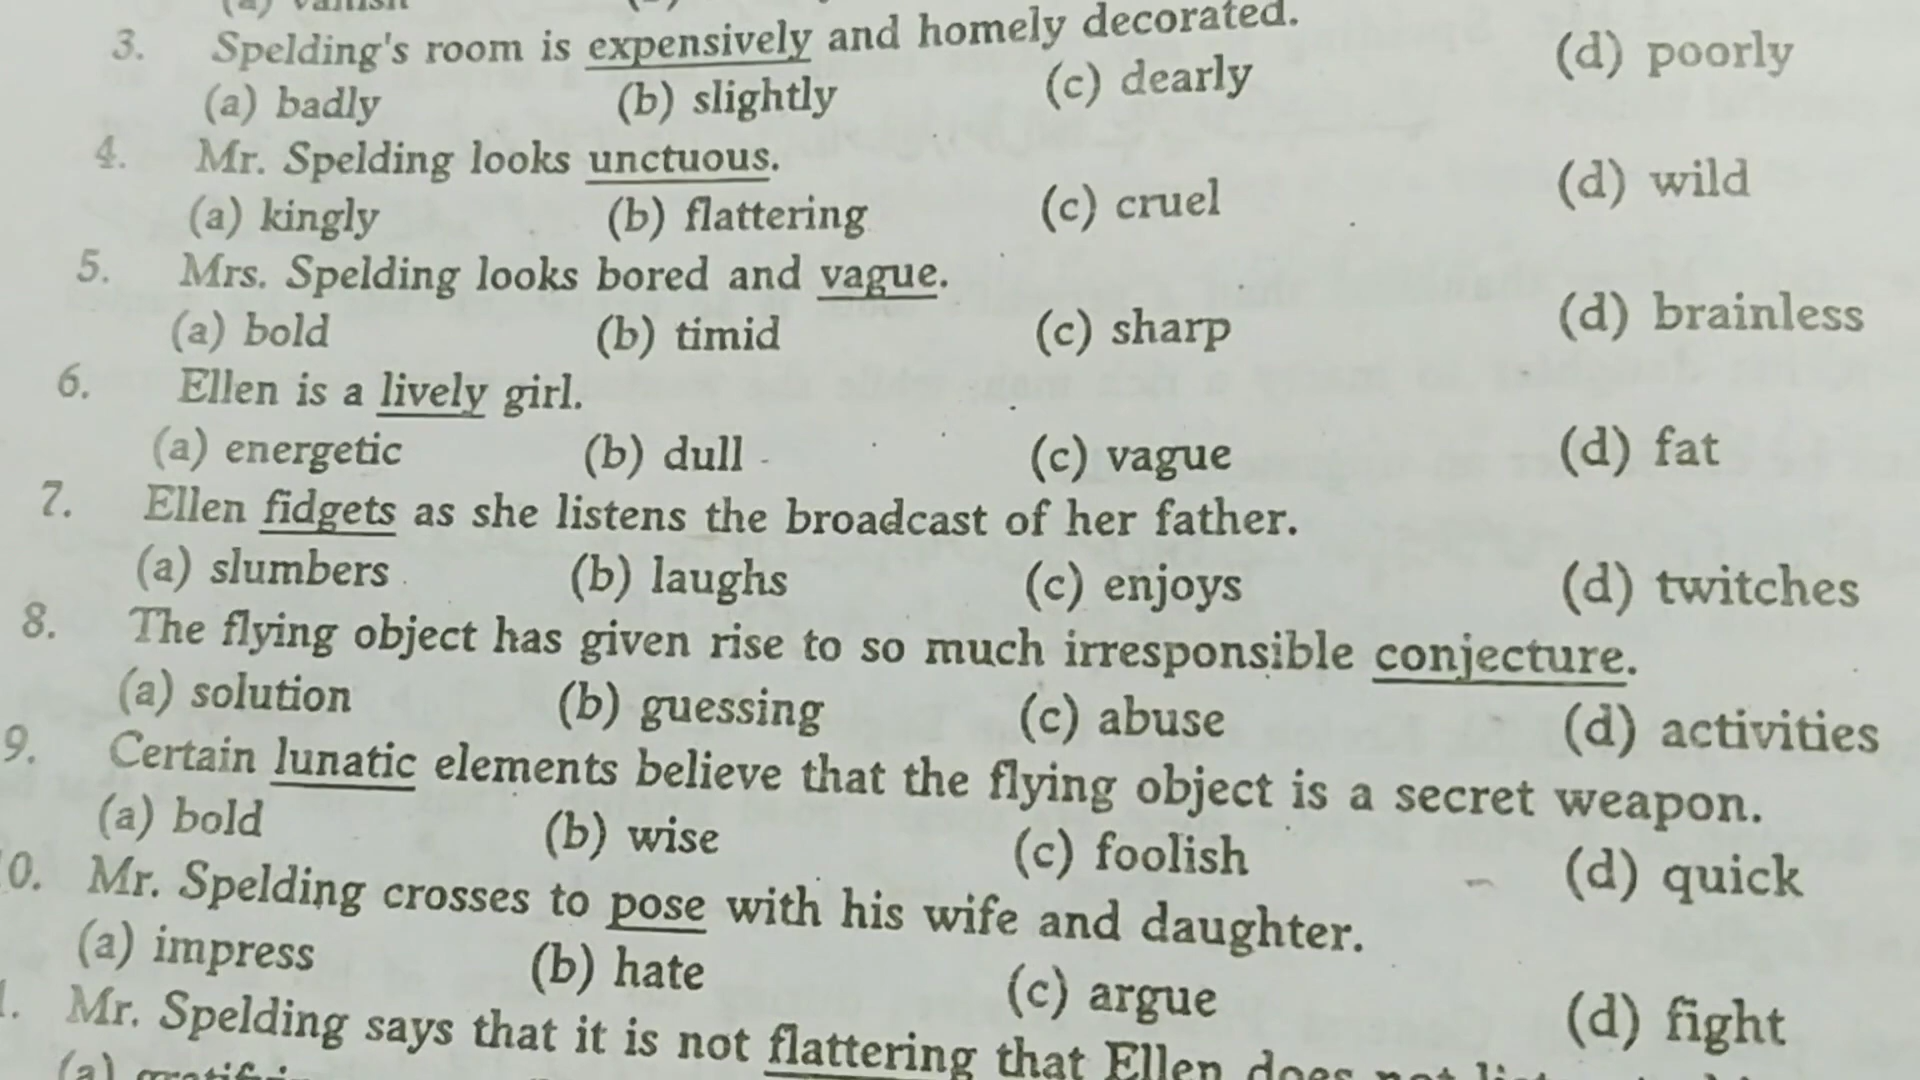 (a) vanish
3. Spelding's room is expensively and homely decorated.
(a) badly (b) slightly (c) dearly (d) poorly
4. Mr. Spelding looks unctuous.
(a) kingly (b) flattering (c) cruel (d) wild
5. Mrs. Spelding looks bored and vague.
(a) bold (b) timid (c) sharp (d) brainless
6. Ellen is a lively girl.
(a) energetic (b) dull (c) vague (d) fat
7. Ellen fidgets as she listens the broadcast of her father.
(a) slumbers (b) laughs (c) enjoys (d) twitches
8. The flying object has given rise to so much irresponsible conjecture.
(a) solution (b) guessing (c) abuse (d) activities
9. Certain lunatic elements believe that the flying object is a secret weapon.
(a) bold (b) wise (c) foolish (d) quick
0. Mr. Spelding crosses to pose with his wife and daughter.
(a) impress (b) hate (c) argue (d) fight
. Mr. Spelding says that it is not flattering that Ellen does not
(a)